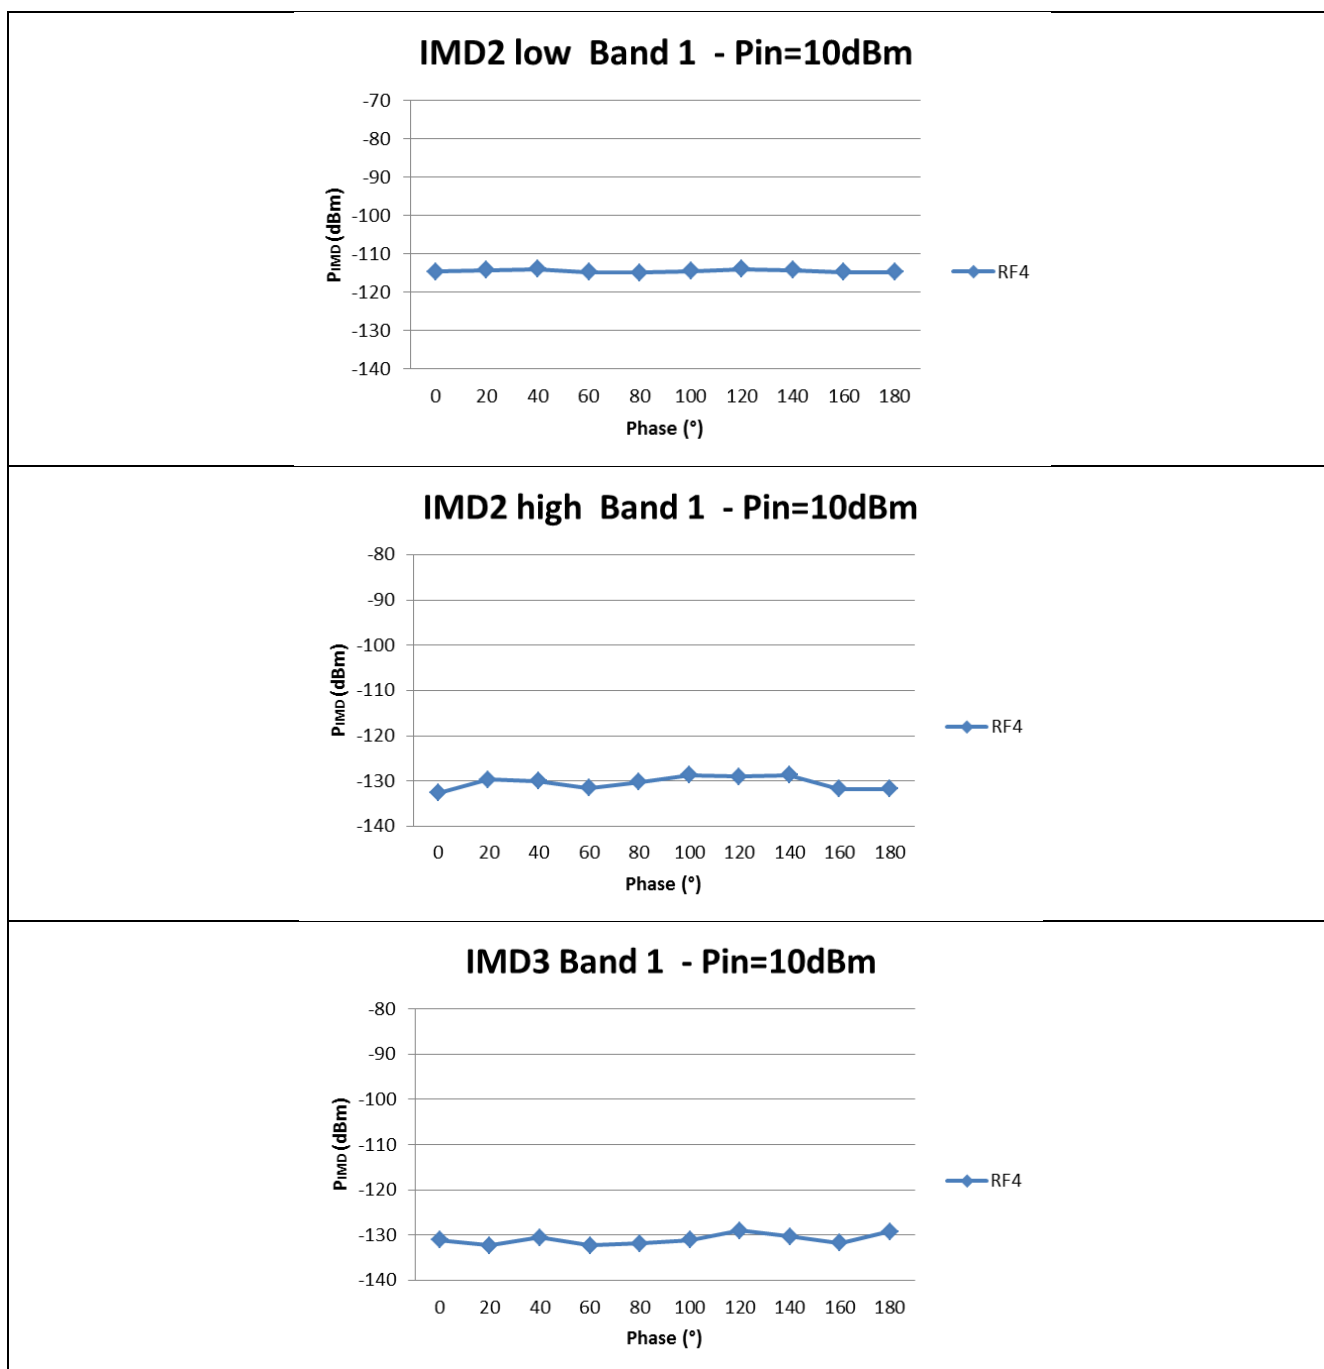 IMD2 low  Band 1  - Pin=10dBm
-70
-80
-90
-100
-110
-120
-130
-140
PIMD (dBm)
0 20 40 60 80 100 120 140 160 180
Phase (°)
RF4
IMD2 high  Band 1  - Pin=10dBm
-80
-90
-100
-110
-120
-130
-140
PIMD (dBm)
0 20 40 60 80 100 120 140 160 180
Phase (°)
RF4
IMD3 Band 1  - Pin=10dBm
-80
-90
-100
-110
-120
-130
-140
PIMD (dBm)
0 20 40 60 80 100 120 140 160 180
Phase (°)
RF4